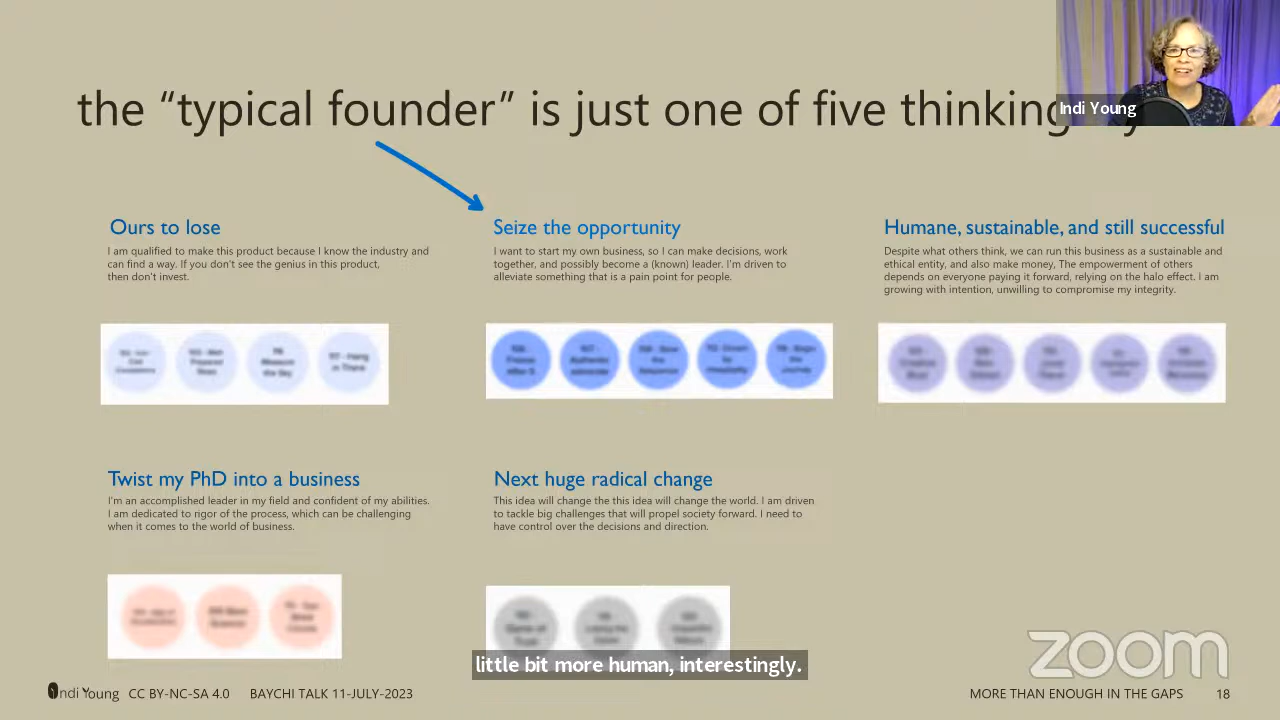 the “typical founder” is just one of five thinking
Indi Young
Ours to lose
I am qualified to make this product because I know the industry and
can find a way. If you don't see the genius in this product,
then don't invest.
Seize the opportunity
I want to start my own business, so I can make decisions, work
together, and possibly become a (known) leader. I'm driven to
alleviate something that is a pain point for people.
Humane, sustainable, and still successful
Despite what others think, we can run this business as a sustainable and
ethical entity, and also make money, The empowerment of others
depends on everyone paying it forward, relying on the halo effect. I am
growing with intention, unwilling to compromise my integrity.
Twist my PhD into a business
I'm an accomplished leader in my field and confident of my abilities.
I am dedicated to rigor of the process, which can be challenging
when it comes to the world of business.
Next huge radical change
This idea will change the this idea will change the world. I am driven
to tackle big challenges that will propel society forward. I need to
have control over the decisions and direction.
little bit more human, interestingly.
zoom
Indi Young CC BY-NC-SA 4.0 BAYCHI TALK 11-JULY-2023
MORE THAN ENOUGH IN THE GAPS 18